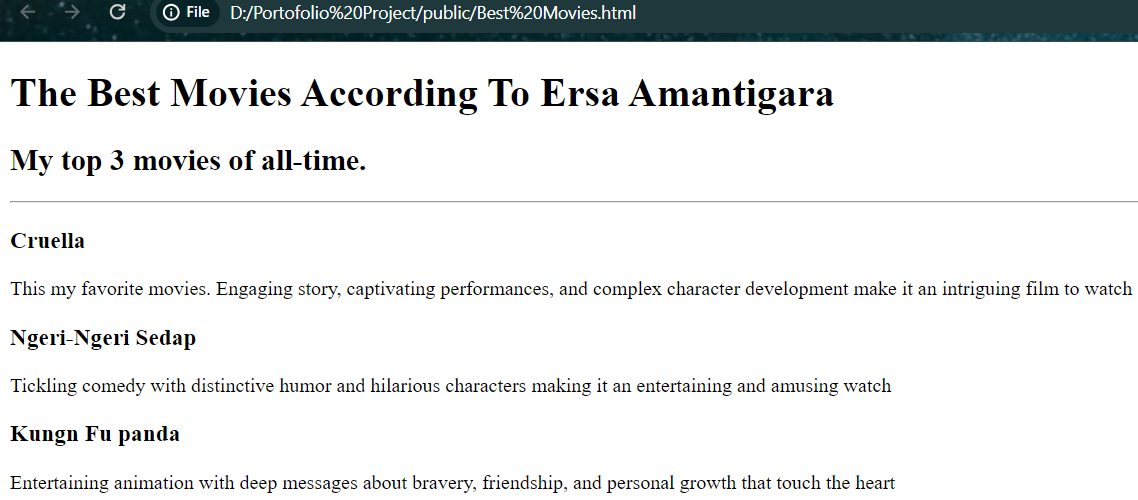 File D:/Portofolio%20Project/public/Best%20Movies.html
The Best Movies According To Ersa Amantigara
My top 3 movies of all-time.
Cruella
This my favorite movies. Engaging story, captivating performances, and complex character development make it an intriguing film to watch
Ngeri-Ngeri Sedap
Tickling comedy with distinctive humor and hilarious characters making it an entertaining and amusing watch
Kungn Fu panda
Entertaining animation with deep messages about bravery, friendship, and personal growth that touch the heart